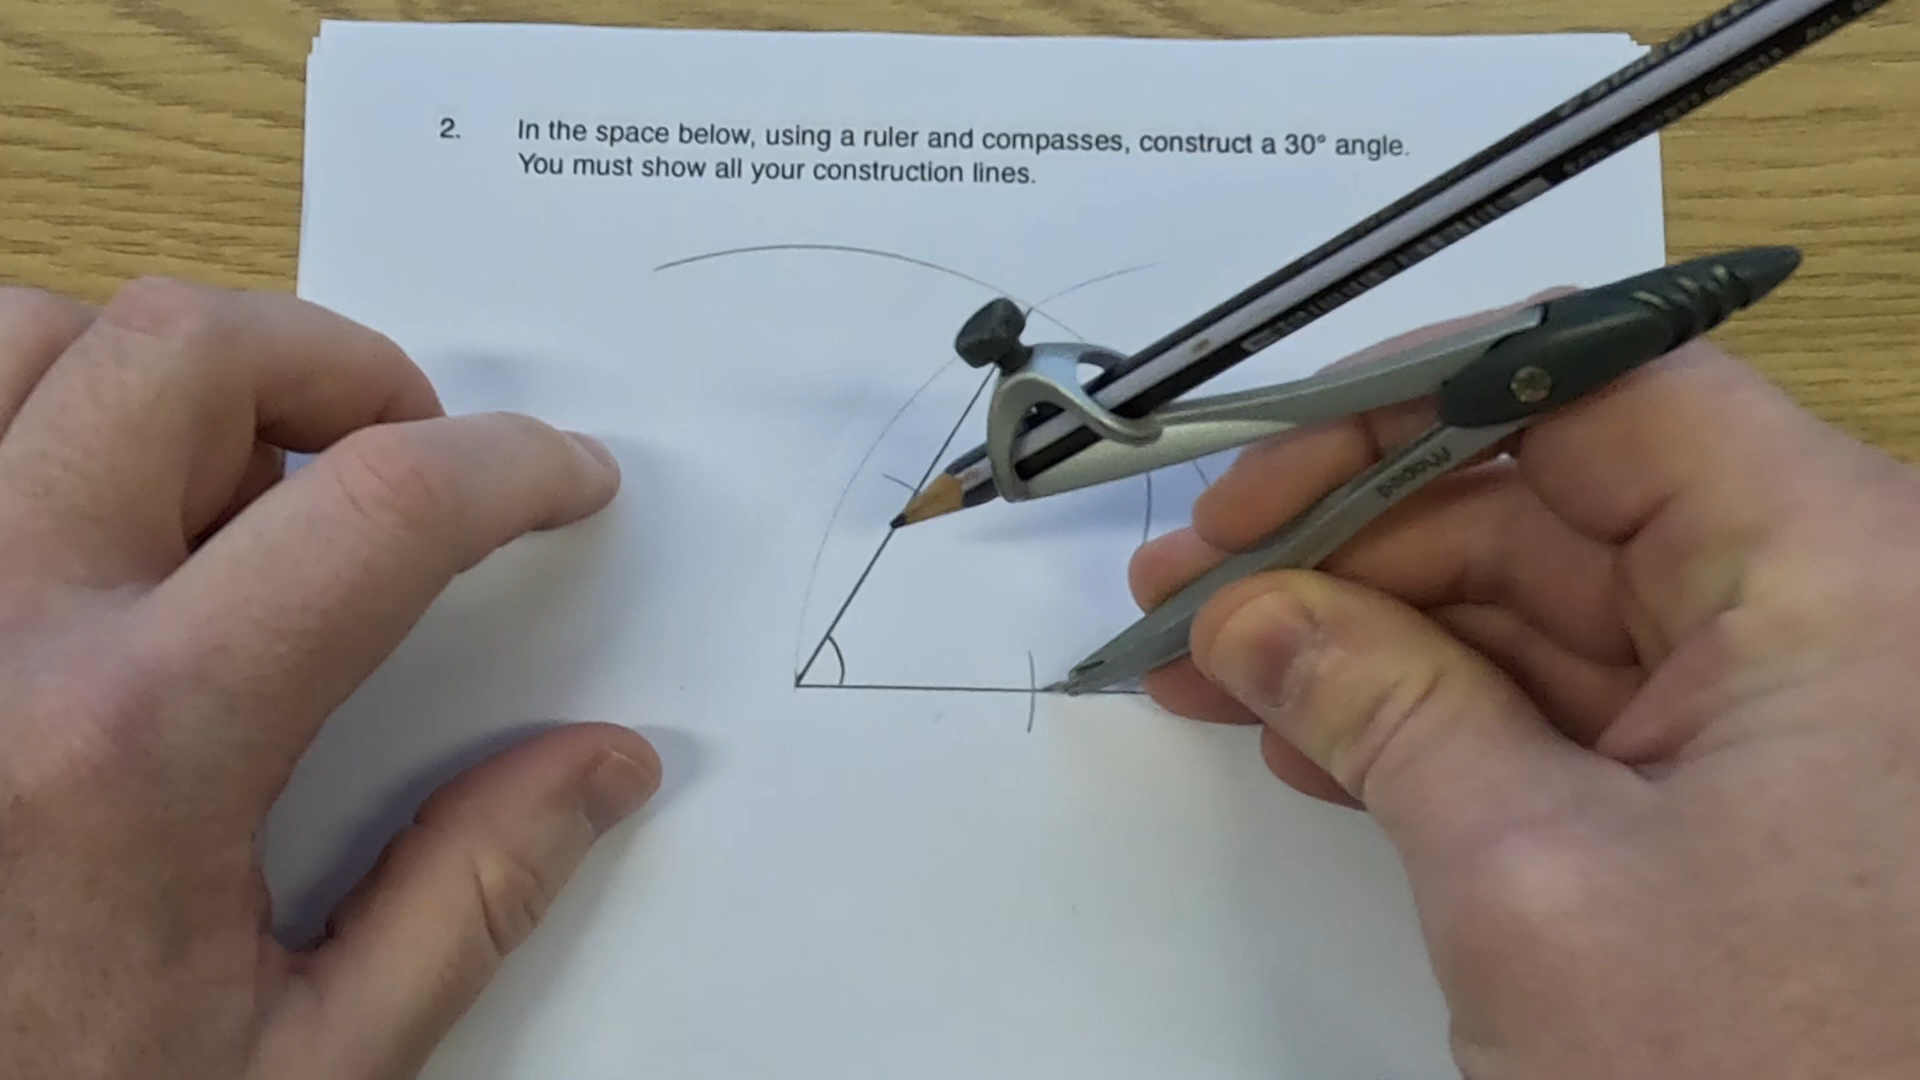 2. In the space below, using a ruler and compasses, construct a 30° angle.
You must show all your construction lines.
Maped